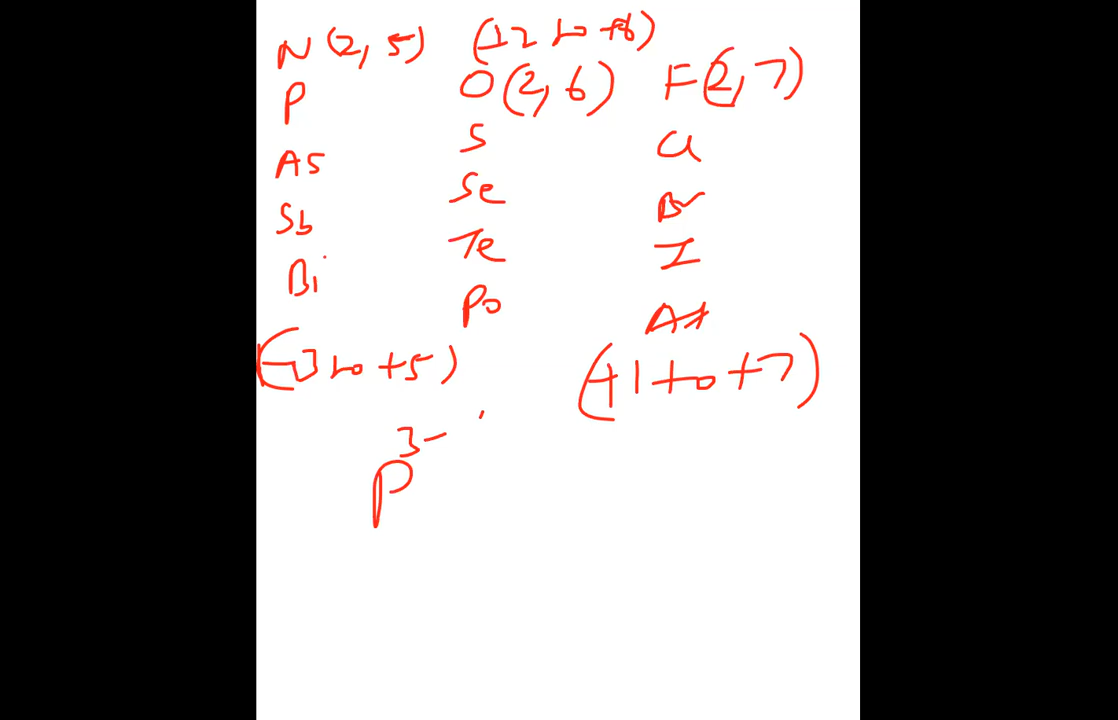 N (2, 5) (-2 to +6)
P O (2, 6) F (2, 7)
As S Cl
Sb Se Br
Bi Te I
Po At
(-3 to +5) (+1 to +7)
P3-